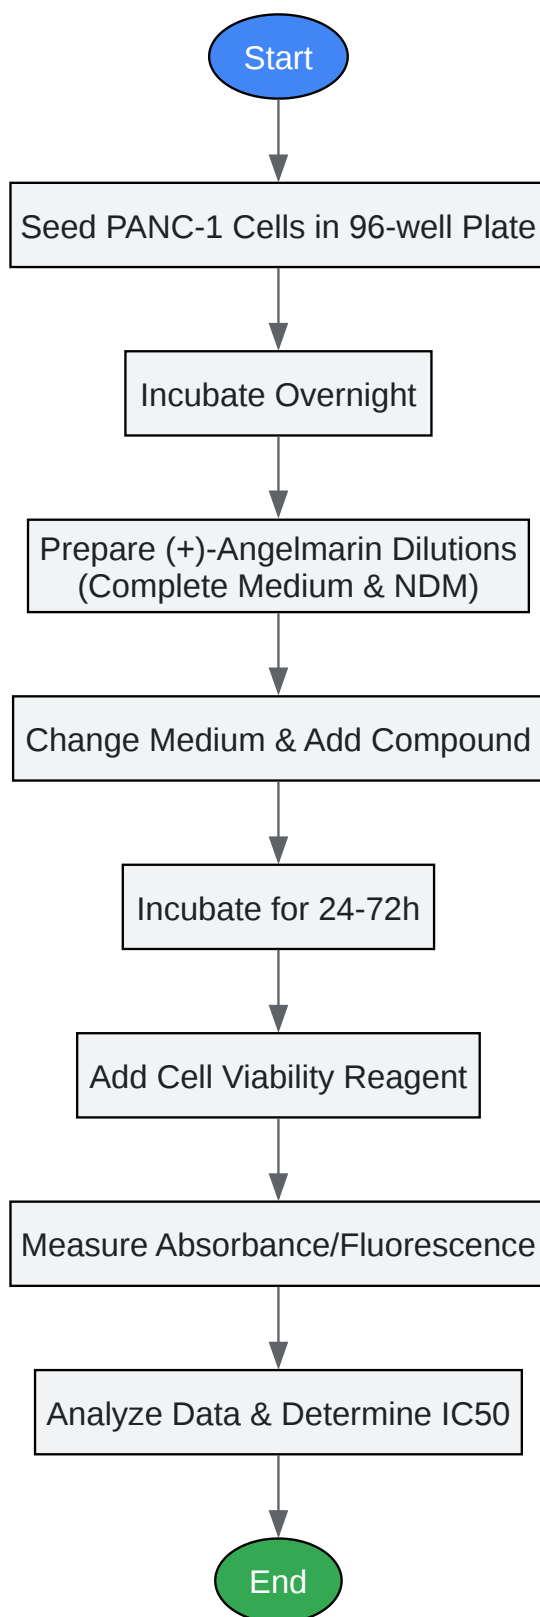 Start
Seed PANC-1 Cells in 96-well Plate
Incubate Overnight
Prepare (+)-Angelmarin Dilutions
(Complete Medium & NDM)
Change Medium & Add Compound
Incubate for 24-72h
Add Cell Viability Reagent
Measure Absorbance/Fluorescence
Analyze Data & Determine IC50
End